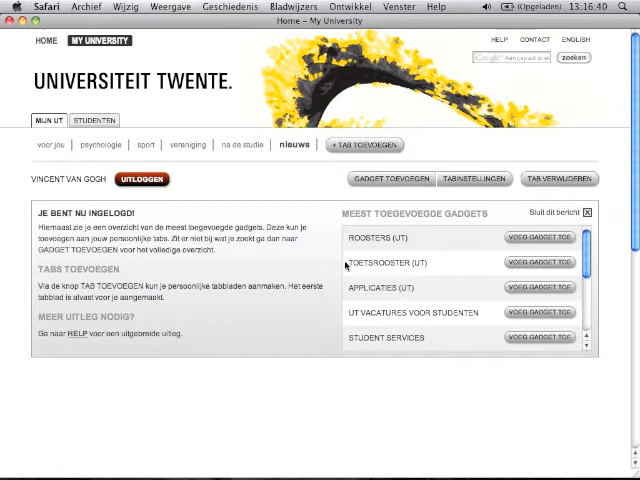 Safari Archief Wijzig Weergave Geschiedenis Bladwijzers Ontwikkel Venster Help (Opgeladen) 13:16:40
Home – My University
HOME MY UNIVERSITY HELP CONTACT ENGLISH
Google™ Aangepast zoek zoeken
UNIVERSITEIT TWENTE.
MIJN UT STUDENTEN
voor jou psychologie sport vereniging na de studie nieuws + TAB TOEVOEGEN
VINCENT VAN GOGH UITLOGGEN GADGET TOEVOEGEN TABINSTELLINGEN TAB VERWIJDEREN
JE BENT NU INGELOGD!
Hiernaast zie je een overzicht van de meest toegevoegde gadgets. Deze kun je
toevoegen aan jouw persoonlijke tabs. Zit er niet bij wat je zoekt ga dan naar
GADGET TOEVOEGEN voor het volledige overzicht.
TABS TOEVOEGEN
Via de knop TAB TOEVOEGEN kun je persoonlijke tabbladen aanmaken. Het eerste
tabblad is alvast voor je aangemaakt.
MEER UITLEG NODIG?
Ga naar HELP voor een uitgebreide uitleg.
MEEST TOEGEVOEGDE GADGETS Sluit dit bericht
ROOSTERS (UT) VOEG GADGET TOE
TOETSROOSTER (UT) VOEG GADGET TOE
APPLICATIES (UT) VOEG GADGET TOE
UT VACATURES VOOR STUDENTEN VOEG GADGET TOE
STUDENT SERVICES VOEG GADGET TOE